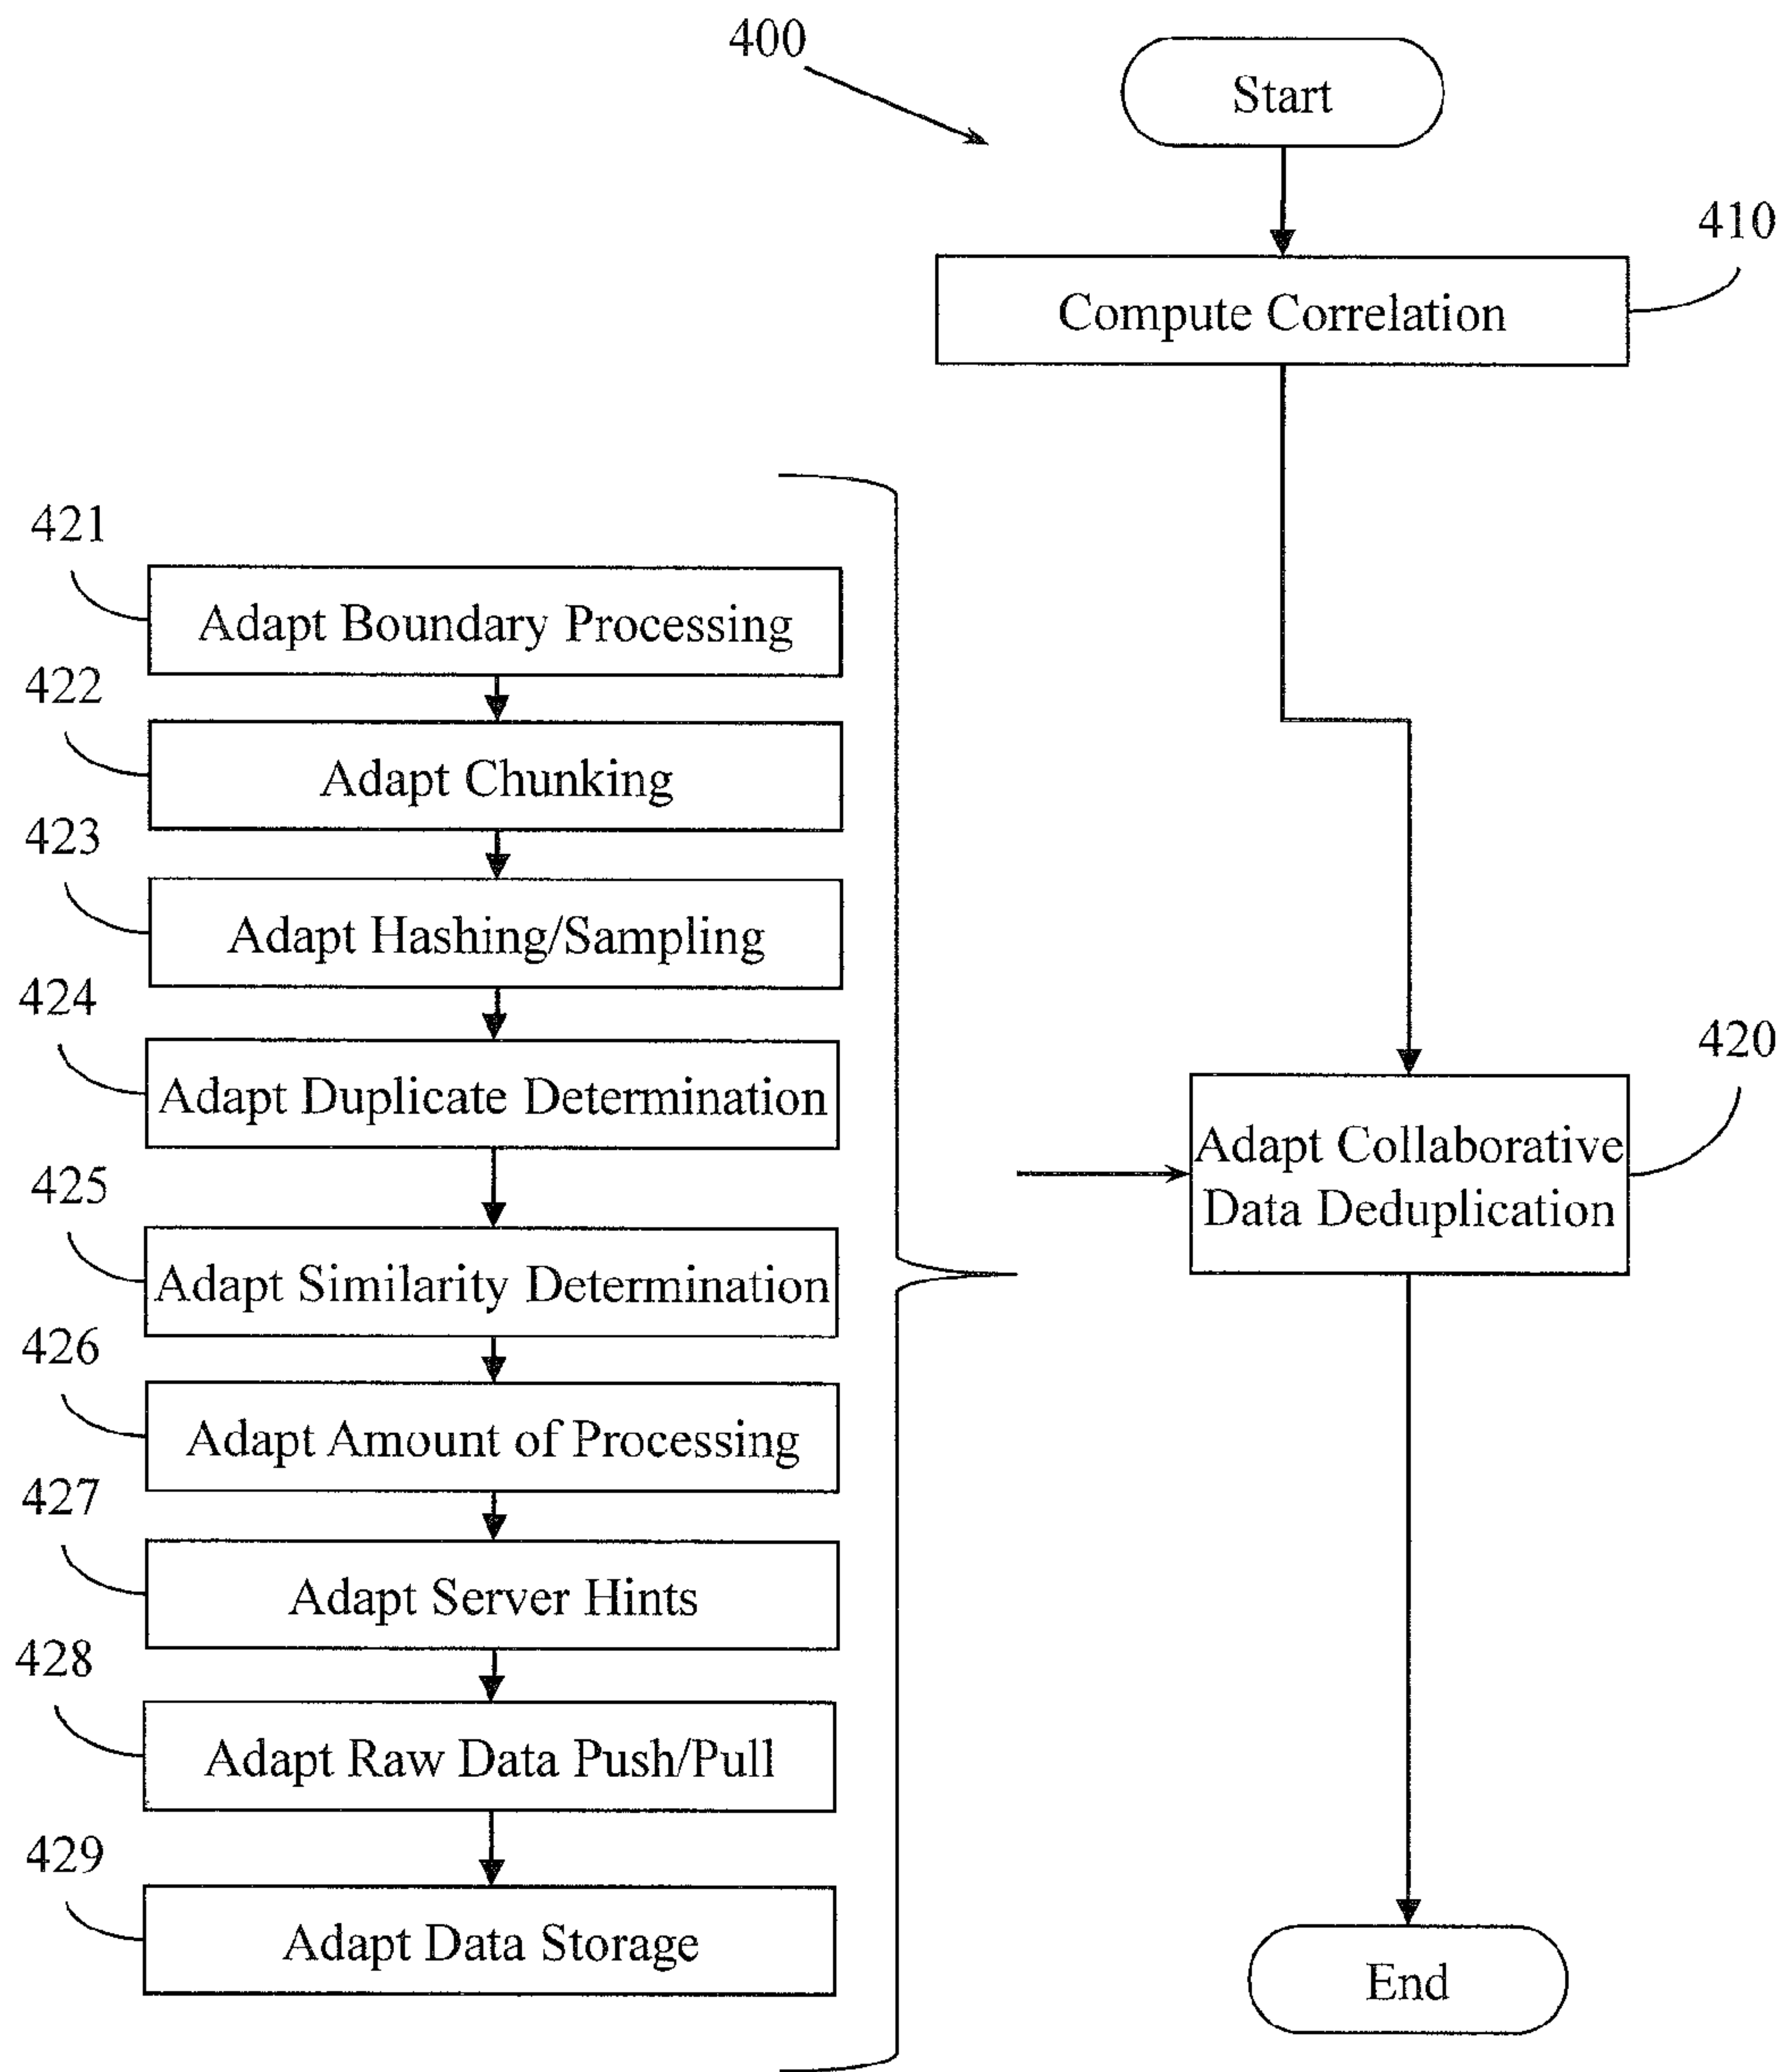 400
Start
410
Compute Correlation
421
Adapt Boundary Processing
422
Adapt Chunking
423
Adapt Hashing/Sampling
424
Adapt Duplicate Determination
425
Adapt Similarity Determination
426
Adapt Amount of Processing
427
Adapt Server Hints
428
Adapt Raw Data Push/Pull
429
Adapt Data Storage
420
Adapt Collaborative
Data Deduplication
End